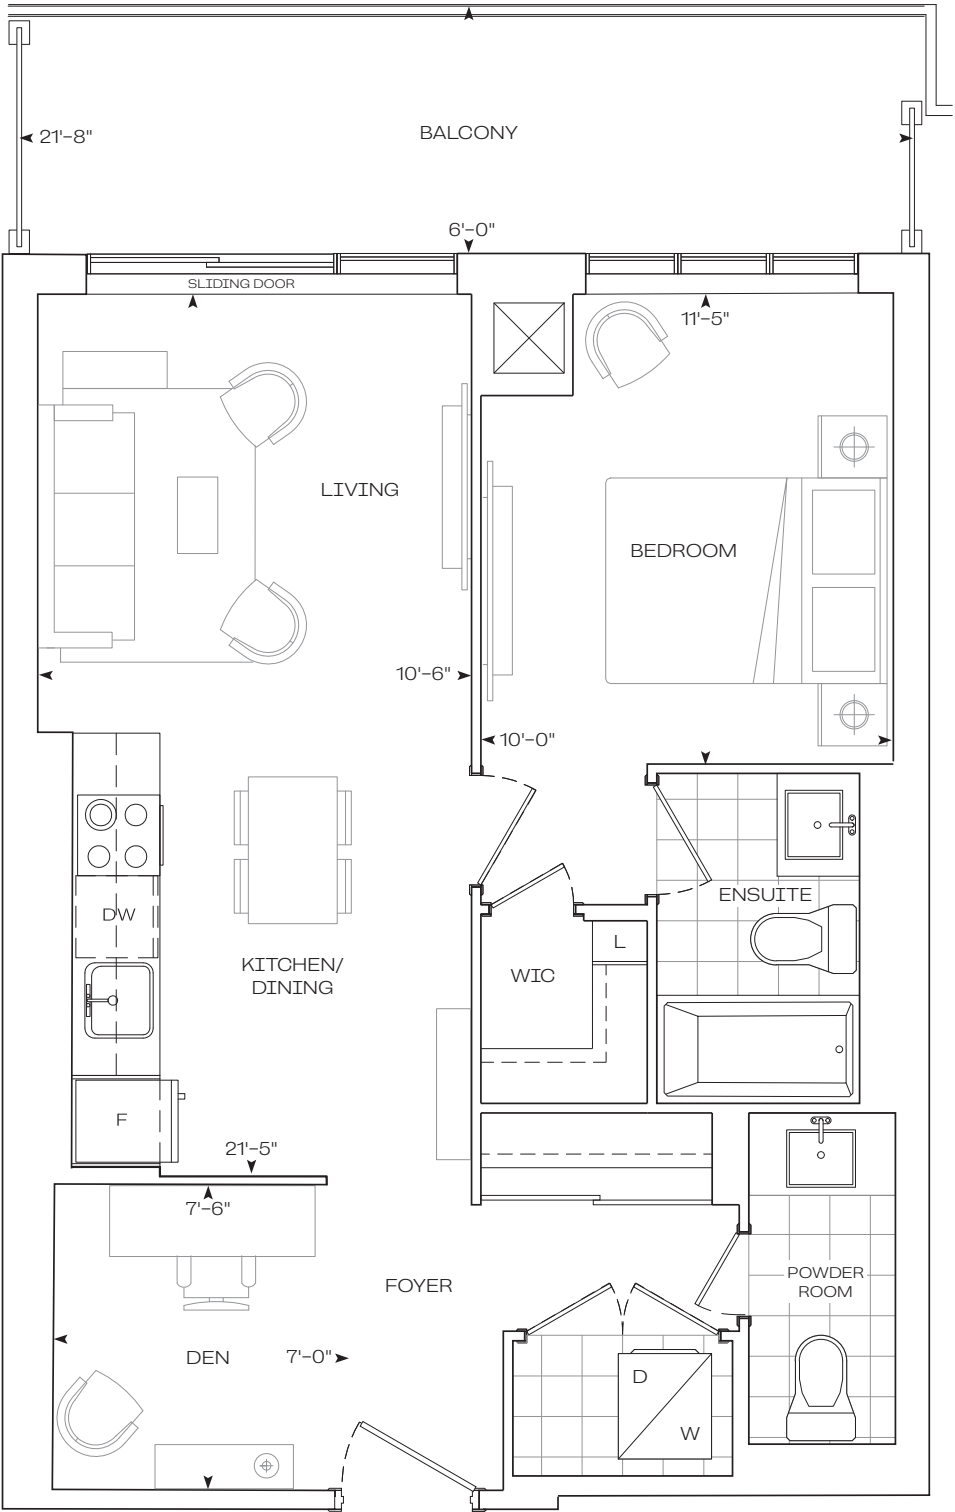 21'-8"
BALCONY
6'-0"
SLIDING DOOR
11'-5"
LIVING
BEDROOM
10'-6"
10'-0"
ENSUITE
DW
L
KITCHEN/
DINING
WIC
F
21'-5"
7'-6"
FOYER
POWDER
ROOM
DEN
7'-0"
D
W